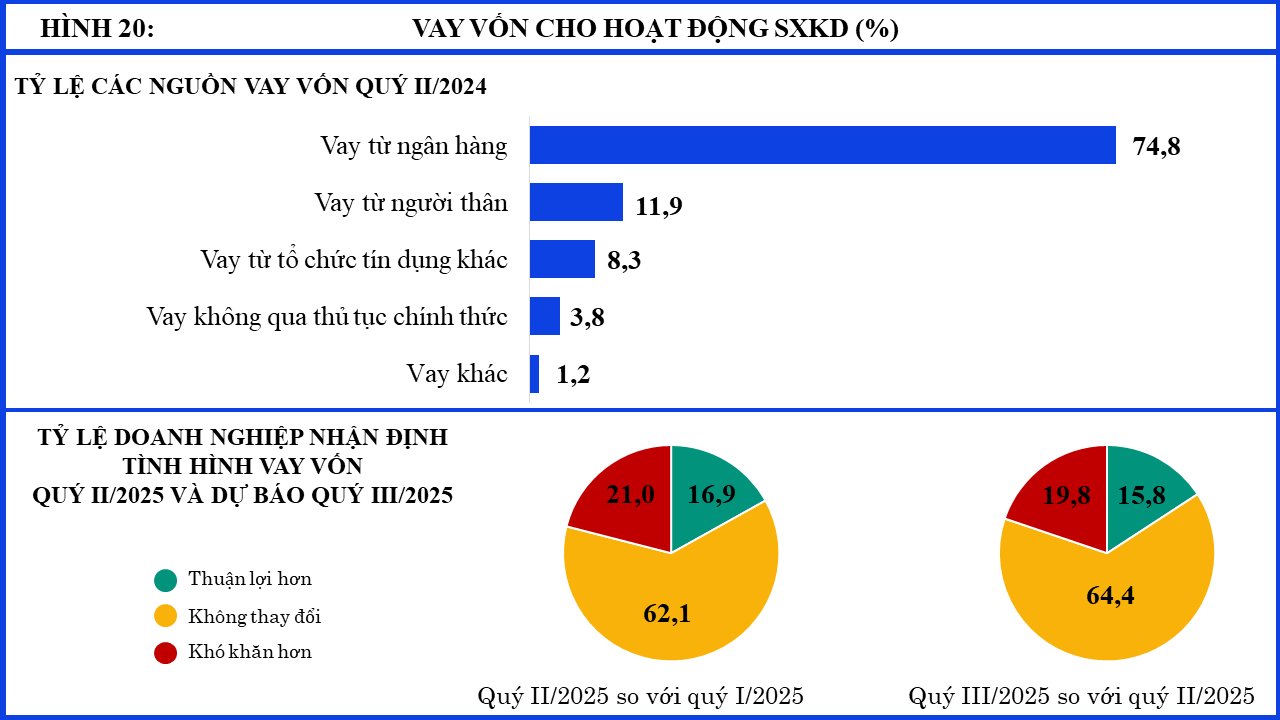 HÌNH 20:
VAY VỐN CHO HOẠT ĐỘNG SXKD (%)
TỶ LỆ CÁC NGUỒN VAY VỐN QUÝ II/2024
Vay từ ngân hàng 74,8
Vay từ người thân 11,9
Vay từ tổ chức tín dụng khác 8,3
Vay không qua thủ tục chính thức 3,8
Vay khác 1,2
TỶ LỆ DOANH NGHIỆP NHẬN ĐỊNH
TÌNH HÌNH VAY VỐN
QUÝ II/2025 VÀ DỰ BÁO QUÝ III/2025
Thuận lợi hơn
Không thay đổi
Khó khăn hơn
21,0 16,9
62,1
Quý II/2025 so với quý I/2025
19,8 15,8
64,4
Quý III/2025 so với quý II/2025